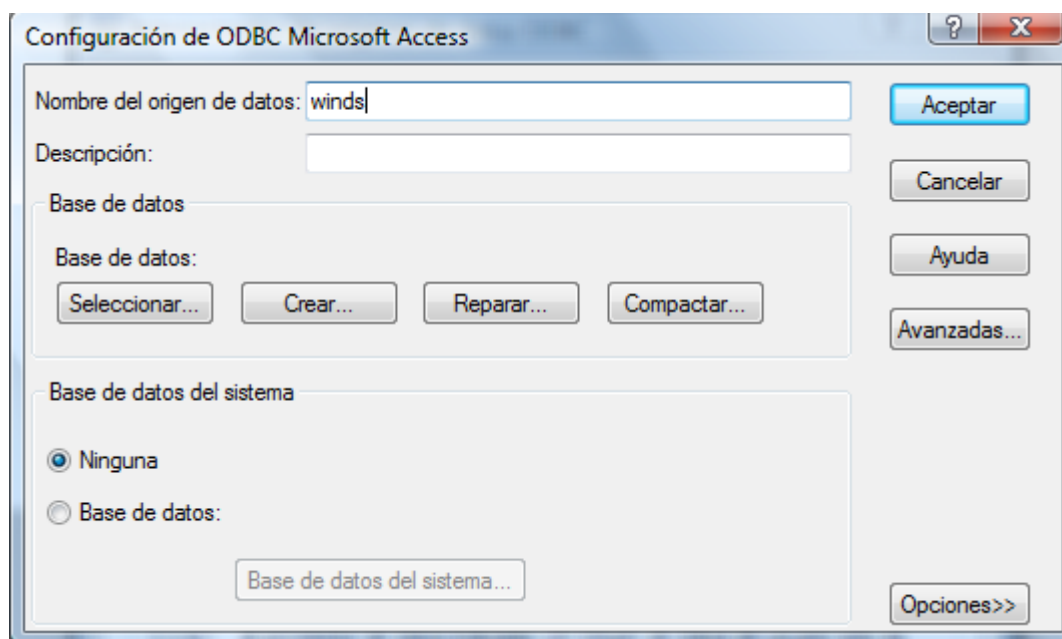 Configuración de ODBC Microsoft Access
Nombre del origen de datos: winds
Aceptar
Descripción:
Cancelar
Base de datos
Base de datos:
Ayuda
Seleccionar... Crear... Reparar... Compactar...
Avanzadas...
Base de datos del sistema
Ninguna
Base de datos:
Base de datos del sistema...
Opciones>>